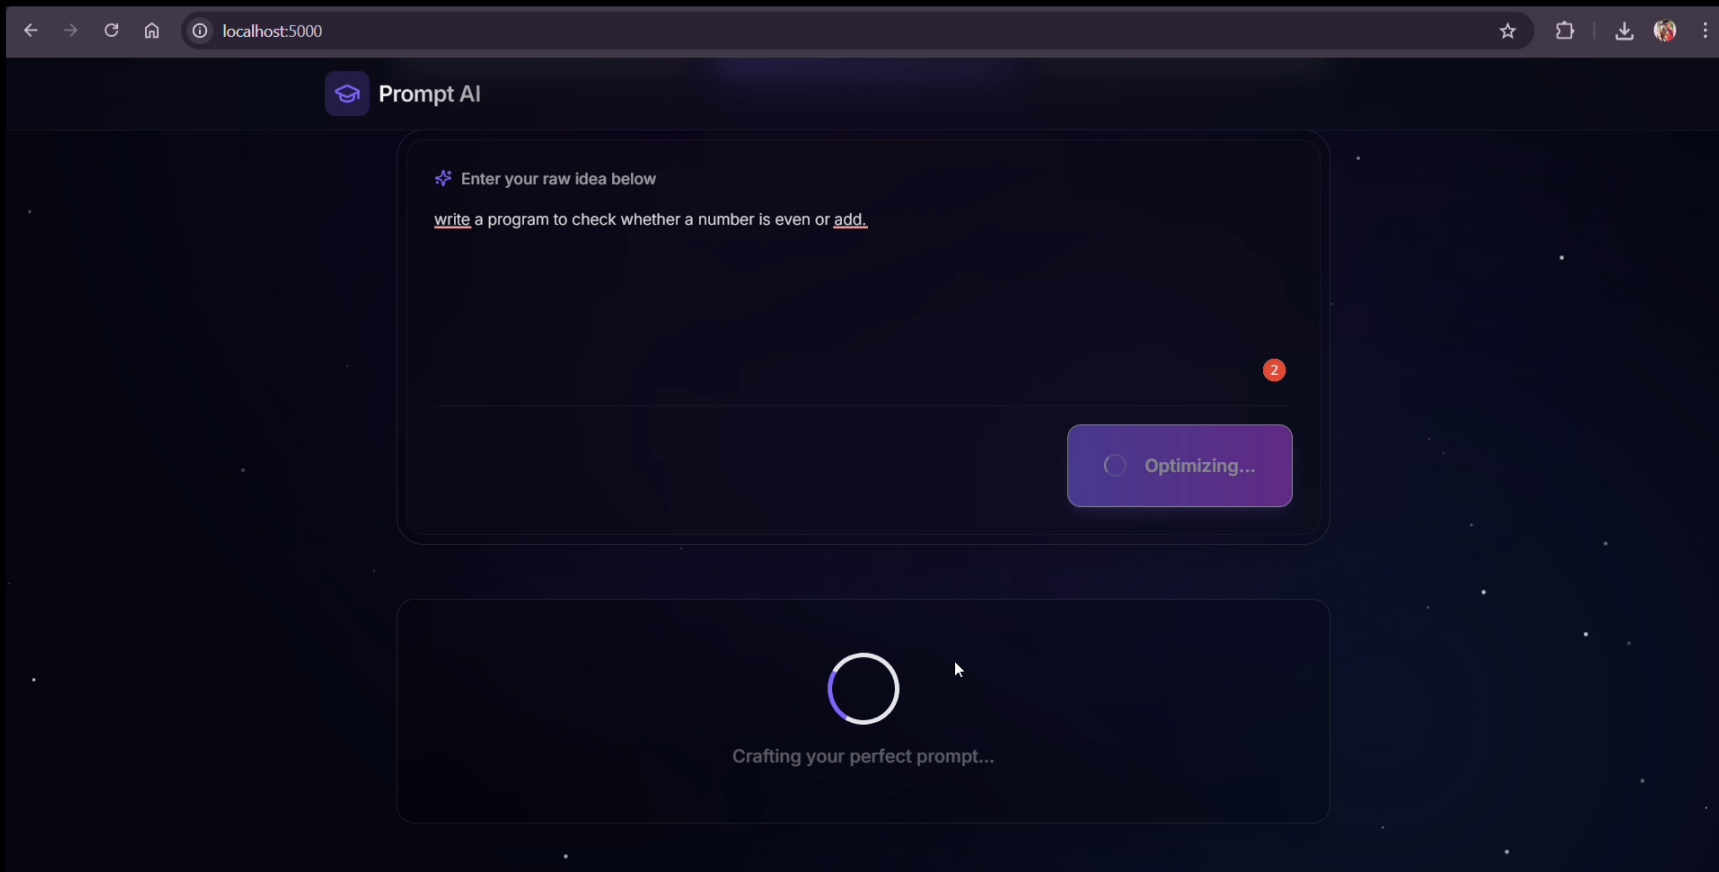 localhost:5000
Prompt AI
Enter your raw idea below
write a program to check whether a number is even or add.
2
Optimizing...
Crafting your perfect prompt...